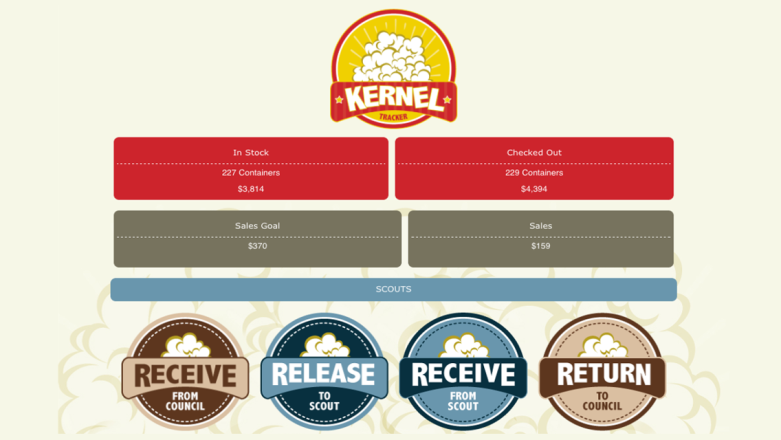 KERNEL
TRACKER
In Stock
227 Containers
$3,814
Checked Out
229 Containers
$4,394
Sales Goal
$370
Sales
$159
SCOUTS
RECEIVE
FROM
COUNCIL
RELEASE
TO
SCOUT
RECEIVE
FROM
SCOUT
RETURN
TO
COUNCIL